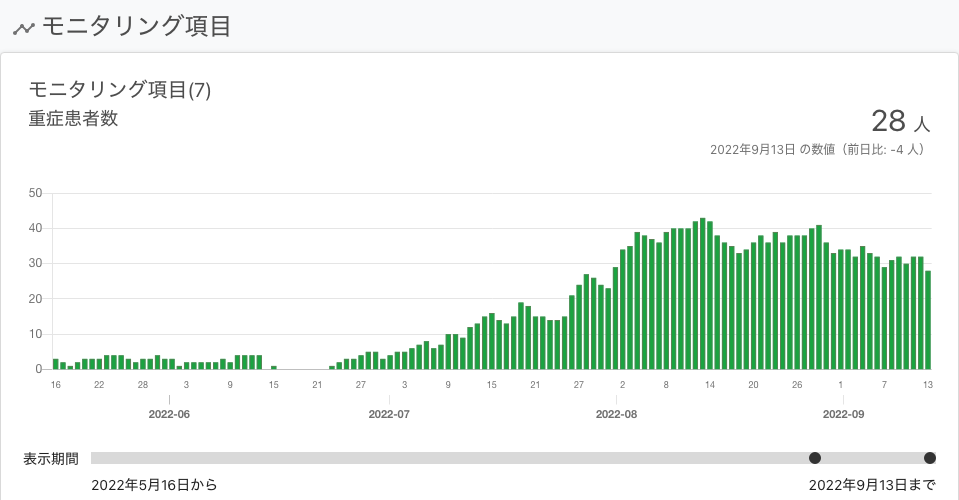 モニタリング項目
モニタリング項目(7)
重症患者数
28 人
2022年9月13日 の数値（前日比: -4 人）
50
40
30
20
10
0
16 22 28 3 9 15 21 27 3 9 15 21 27 2 8 14 20 26 1 7 13
2022-06 2022-07 2022-08 2022-09
表示期間
2022年5月16日から 2022年9月13日まで